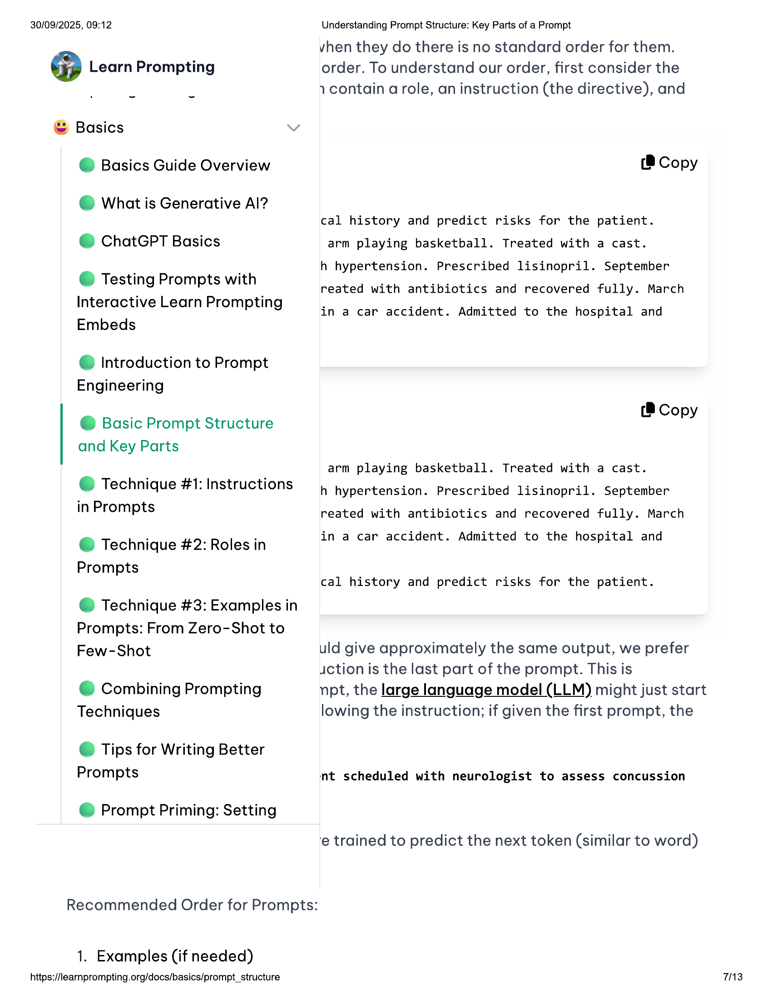 30/09/2025, 09:12
Understanding Prompt Structure: Key Parts of a Prompt
Learn Prompting
Basics
Basics Guide Overview
What is Generative AI?
ChatGPT Basics
Testing Prompts with
Interactive Learn Prompting
Embeds
Introduction to Prompt
Engineering
Basic Prompt Structure
and Key Parts
Technique #1: Instructions
in Prompts
Technique #2: Roles in
Prompts
Technique #3: Examples in
Prompts: From Zero-Shot to
Few-Shot
Combining Prompting
Techniques
Tips for Writing Better
Prompts
Prompt Priming: Setting
when they do there is no standard order for them.
order. To understand our order, first consider the
contain a role, an instruction (the directive), and
Copy
cal history and predict risks for the patient.
arm playing basketball. Treated with a cast.
h hypertension. Prescribed lisinopril. September
reated with antibiotics and recovered fully. March
in a car accident. Admitted to the hospital and
Copy
arm playing basketball. Treated with a cast.
h hypertension. Prescribed lisinopril. September
reated with antibiotics and recovered fully. March
in a car accident. Admitted to the hospital and
cal history and predict risks for the patient.
uld give approximately the same output, we prefer
uction is the last part of the prompt. This is
mpt, the large language model (LLM) might just start
lowing the instruction; if given the first prompt, the
nt scheduled with neurologist to assess concussion
re trained to predict the next token (similar to word)
Recommended Order for Prompts:
1. Examples (if needed)
https://learnprompting.org/docs/basics/prompt_structure
7/13